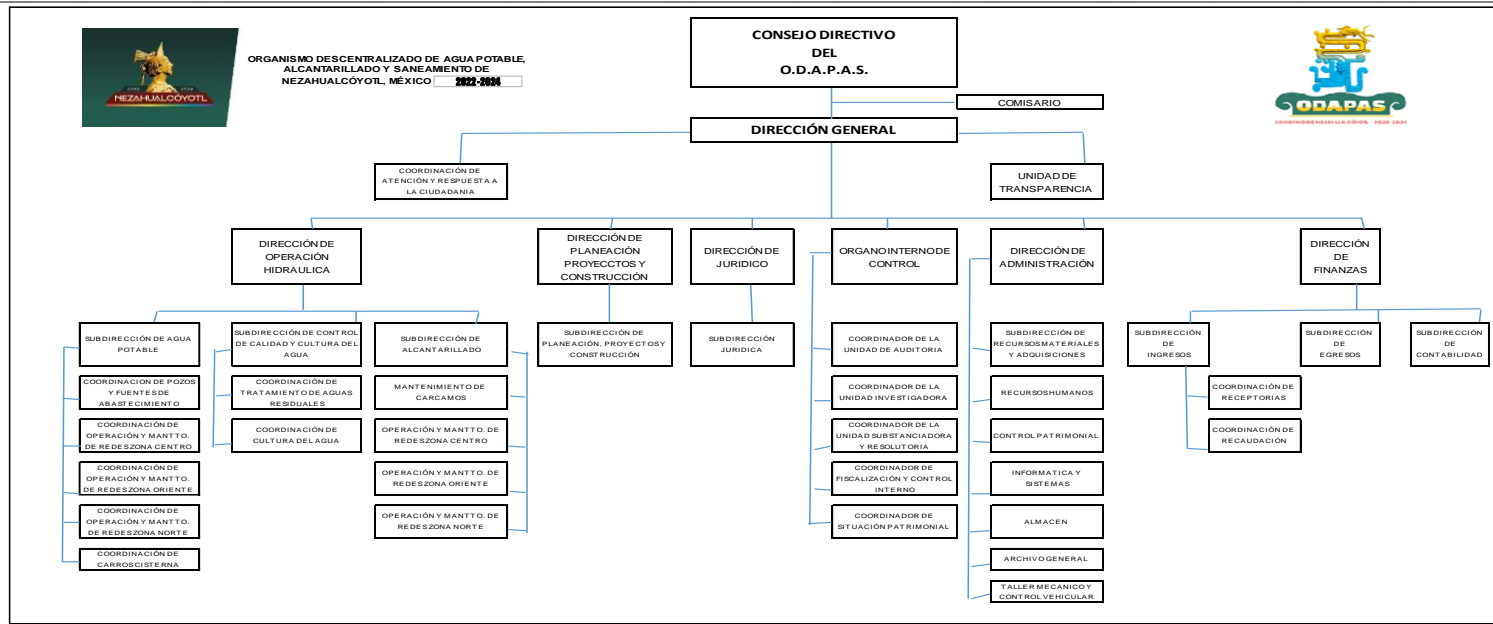 CONSEJO DIRECTIVO
DEL
O.D.A.P.A.S.
ORGANISMO DESCENTRALIZADO DE AGUA POTABLE,
ALCANTARILLADO Y SANEAMIENTO DE
NEZAHUALCÓYOTL, MÉXICO 2022-2024
NEZAHUALCÓYOTL
ODAPAS
COMISARIO
DIRECCIÓN GENERAL
COORDINACIÓN DE
ATENCIÓN Y RESPUESTA A
LA CIUDADANIA
UNIDAD DE
TRANSPARENCIA
DIRECCIÓN DE
OPERACIÓN
HIDRAULICA
DIRECCIÓN DE
PLANEACIÓN
PROYECCTOS Y
CONSTRUCCIÓN
DIRECCIÓN DE
JURIDICO
ORGANO INTERNO DE
CONTROL
DIRECCIÓN DE
ADMINISTRACIÓN
DIRECCIÓN
DE
FINANZAS
SUBDIRECCIÓN DE AGUA
POTABLE
SUBDIRECCIÓN DE CONTROL
DE CALIDAD Y CULTURA DEL
AGUA
SUBDIRECCIÓN DE
ALCANTARILLADO
SUBDIRECCIÓN DE
PLANEACIÓN, PROYECTOS Y
CONSTRUCCIÓN
SUBDIRECCIÓN
JURIDICA
COORDINADOR DE LA
UNIDAD DE AUDITORIA
SUBDIRECCIÓN DE
RECURSOS MATERIALES
Y ADQUISICIONES
SUBDIRECCIÓN
DE
INGRESOS
SUBDIRECCIÓN
DE
EGRESOS
SUBDIRECCIÓN
DE
CONTABILIDAD
COORDINACION DE POZOS
Y FUENTES DE
ABASTECIMIENTO
COORDINACIÓN DE
TRATAMIENTO DE AGUAS
RESIDUALES
MANTENIMIENTO DE
CARCAMOS
COORDINADOR DE LA
UNIDAD INVESTIGADORA
RECURSOS HUMANOS
COORDINACIÓN DE
RECEPTORIAS
COORDINACIÓN DE
OPERACIÓN Y MANTTO.
DE REDES ZONA CENTRO
COORDINACIÓN DE
CULTURA DEL AGUA
OPERACIÓN Y MANTTO. DE
REDES ZONA CENTRO
COORDINADOR DE LA
UNIDAD SUBSTANCIADORA
Y RESOLUTORIA
CONTROL PATRIMONIAL
COORDINACIÓN DE
RECAUDACIÓN
COORDINACIÓN DE
OPERACIÓN Y MANTTO.
DE REDES ZONA ORIENTE
OPERACIÓN Y MANTTO. DE
REDES ZONA ORIENTE
COORDINADOR DE
FISCALIZACIÓN Y CONTROL
INTERNO
INFORMATICA Y
SISTEMAS
COORDINACIÓN DE
OPERACIÓN Y MANTTO.
DE REDES ZONA NORTE
OPERACIÓN Y MANTTO. DE
REDES ZONA NORTE
COORDINADOR DE
SITUACIÓN PATRIMONIAL
ALMACEN
COORDINACIÓN DE
CARROS CISTERNA
ARCHIVO GENERAL
TALLER MECANICO Y
CONTROL VEHICULAR